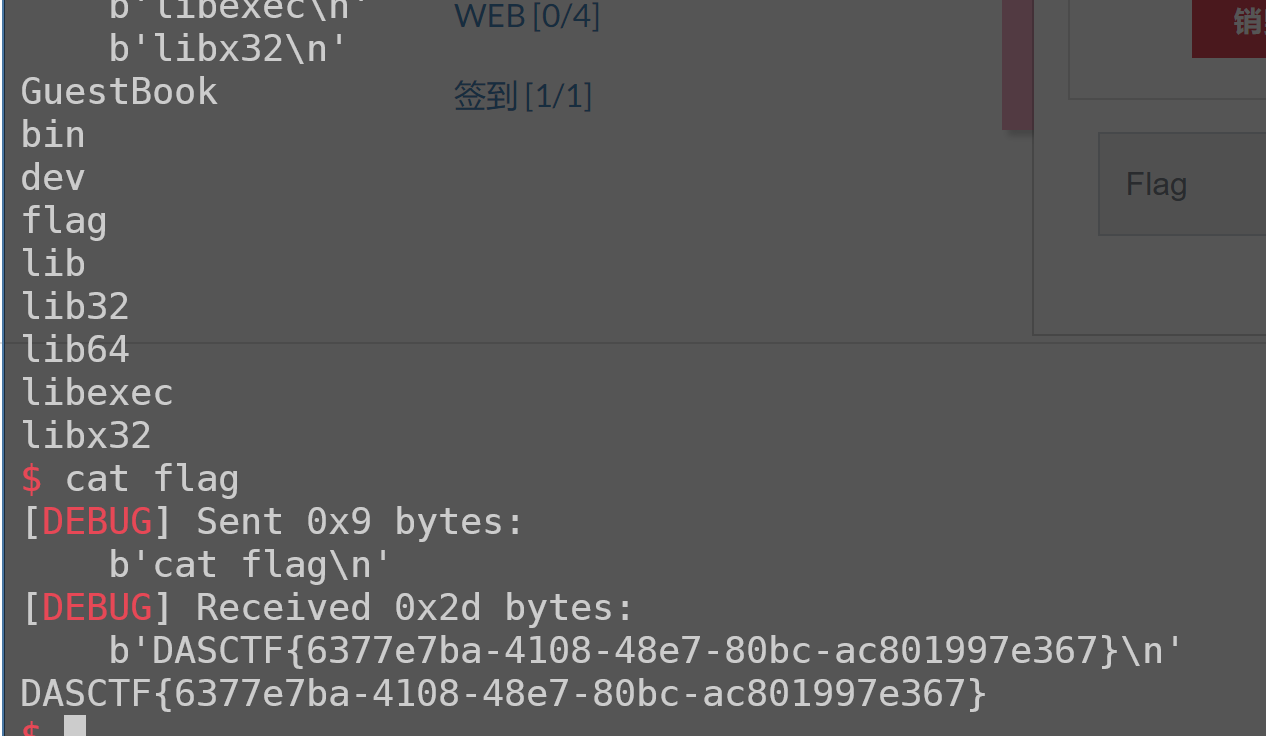 b'libexec\n'
b'libx32\n'
GuestBook
bin
dev
flag
lib
lib32
lib64
libexec
libx32
$ cat flag
[DEBUG] Sent 0x9 bytes:
b'cat flag\n'
[DEBUG] Received 0x2d bytes:
b'DASCTF{6377e7ba-4108-48e7-80bc-ac801997e367}\n'
DASCTF{6377e7ba-4108-48e7-80bc-ac801997e367}
$
WEB [0/4]
签到 [1/1]
销
Flag